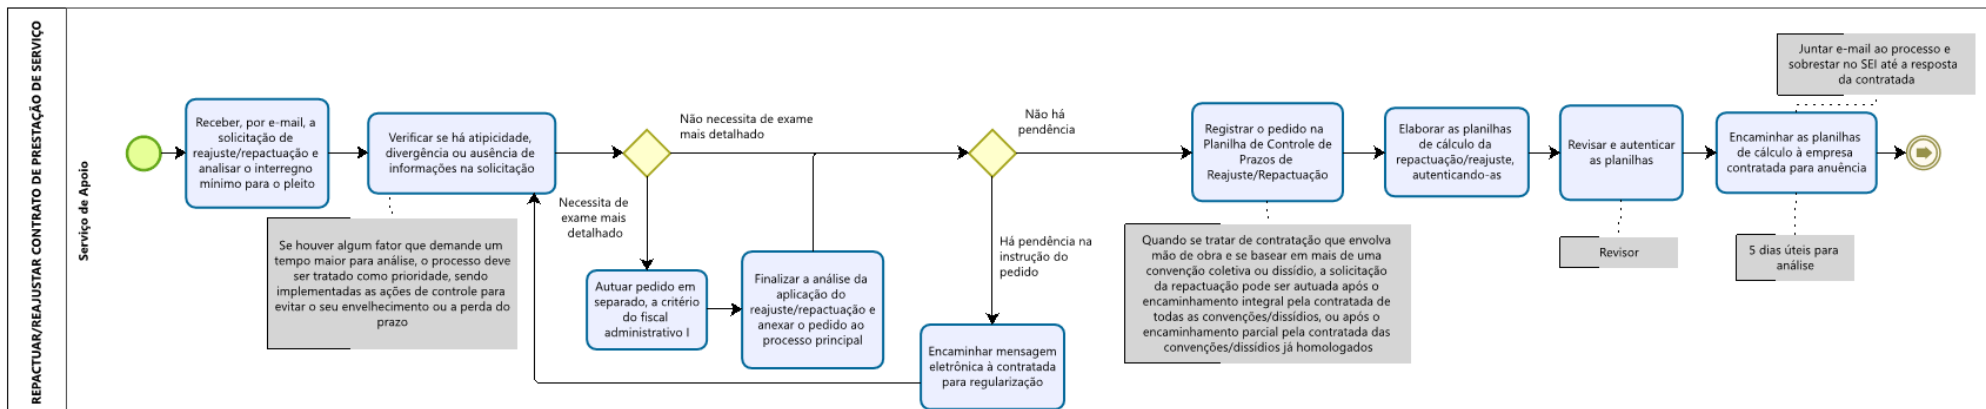 REPACTUAR/REAJUSTAR CONTRATO DE PRESTAÇÃO DE SERVIÇO
Serviço de Apoio
Receber, por e-mail, a
solicitação de
reajuste/repactuação e
analisar o interregno
mínimo para o pleito
Verificar se há atipicidade,
divergência ou ausência de
informações na solicitação
Se houver algum fator que demande um
tempo maior para análise, o processo deve
ser tratado como prioridade, sendo
implementadas as ações de controle para
evitar o seu envelhecimento ou a perda do
prazo
Não necessita de exame
mais detalhado
Necessita de
exame mais
detalhado
Autuar pedido em
separado, a critério
do fiscal
administrativo I
Finalizar a análise da
aplicação do
reajuste/repactuação e
anexar o pedido ao
processo principal
Não há
pendência
Há pendência na
instrução do
pedido
Encaminhar mensagem
eletrônica à contratada
para regularização
Registrar o pedido na
Planilha de Controle de
Prazos de
Reajuste/Repactuação
Quando se tratar de contratação que envolva
mão de obra e se basear em mais de uma
convenção coletiva ou dissídio, a solicitação
da repactuação pode ser autuada após o
encaminhamento integral pela contratada de
todas as convenções/dissídios, ou após o
encaminhamento parcial pela contratada das
convenções/dissídios já homologados
Elaborar as planilhas
de cálculo da
repactuação/reajuste,
autenticando-as
Revisar e autenticar
as planilhas
Revisor
Juntar e-mail ao processo e
sobrestar no SEI até a resposta
da contratada
Encaminhar as planilhas
de cálculo à empresa
contratada para anuência
5 dias úteis para
análise